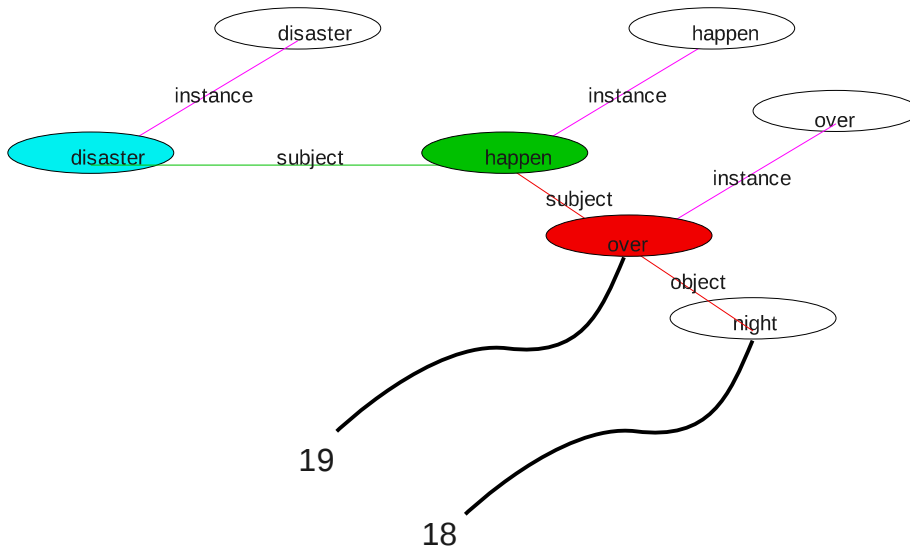 disaster
happen
instance
instance
over
disaster
subject
happen
instance
subject
over
object
night
19
18